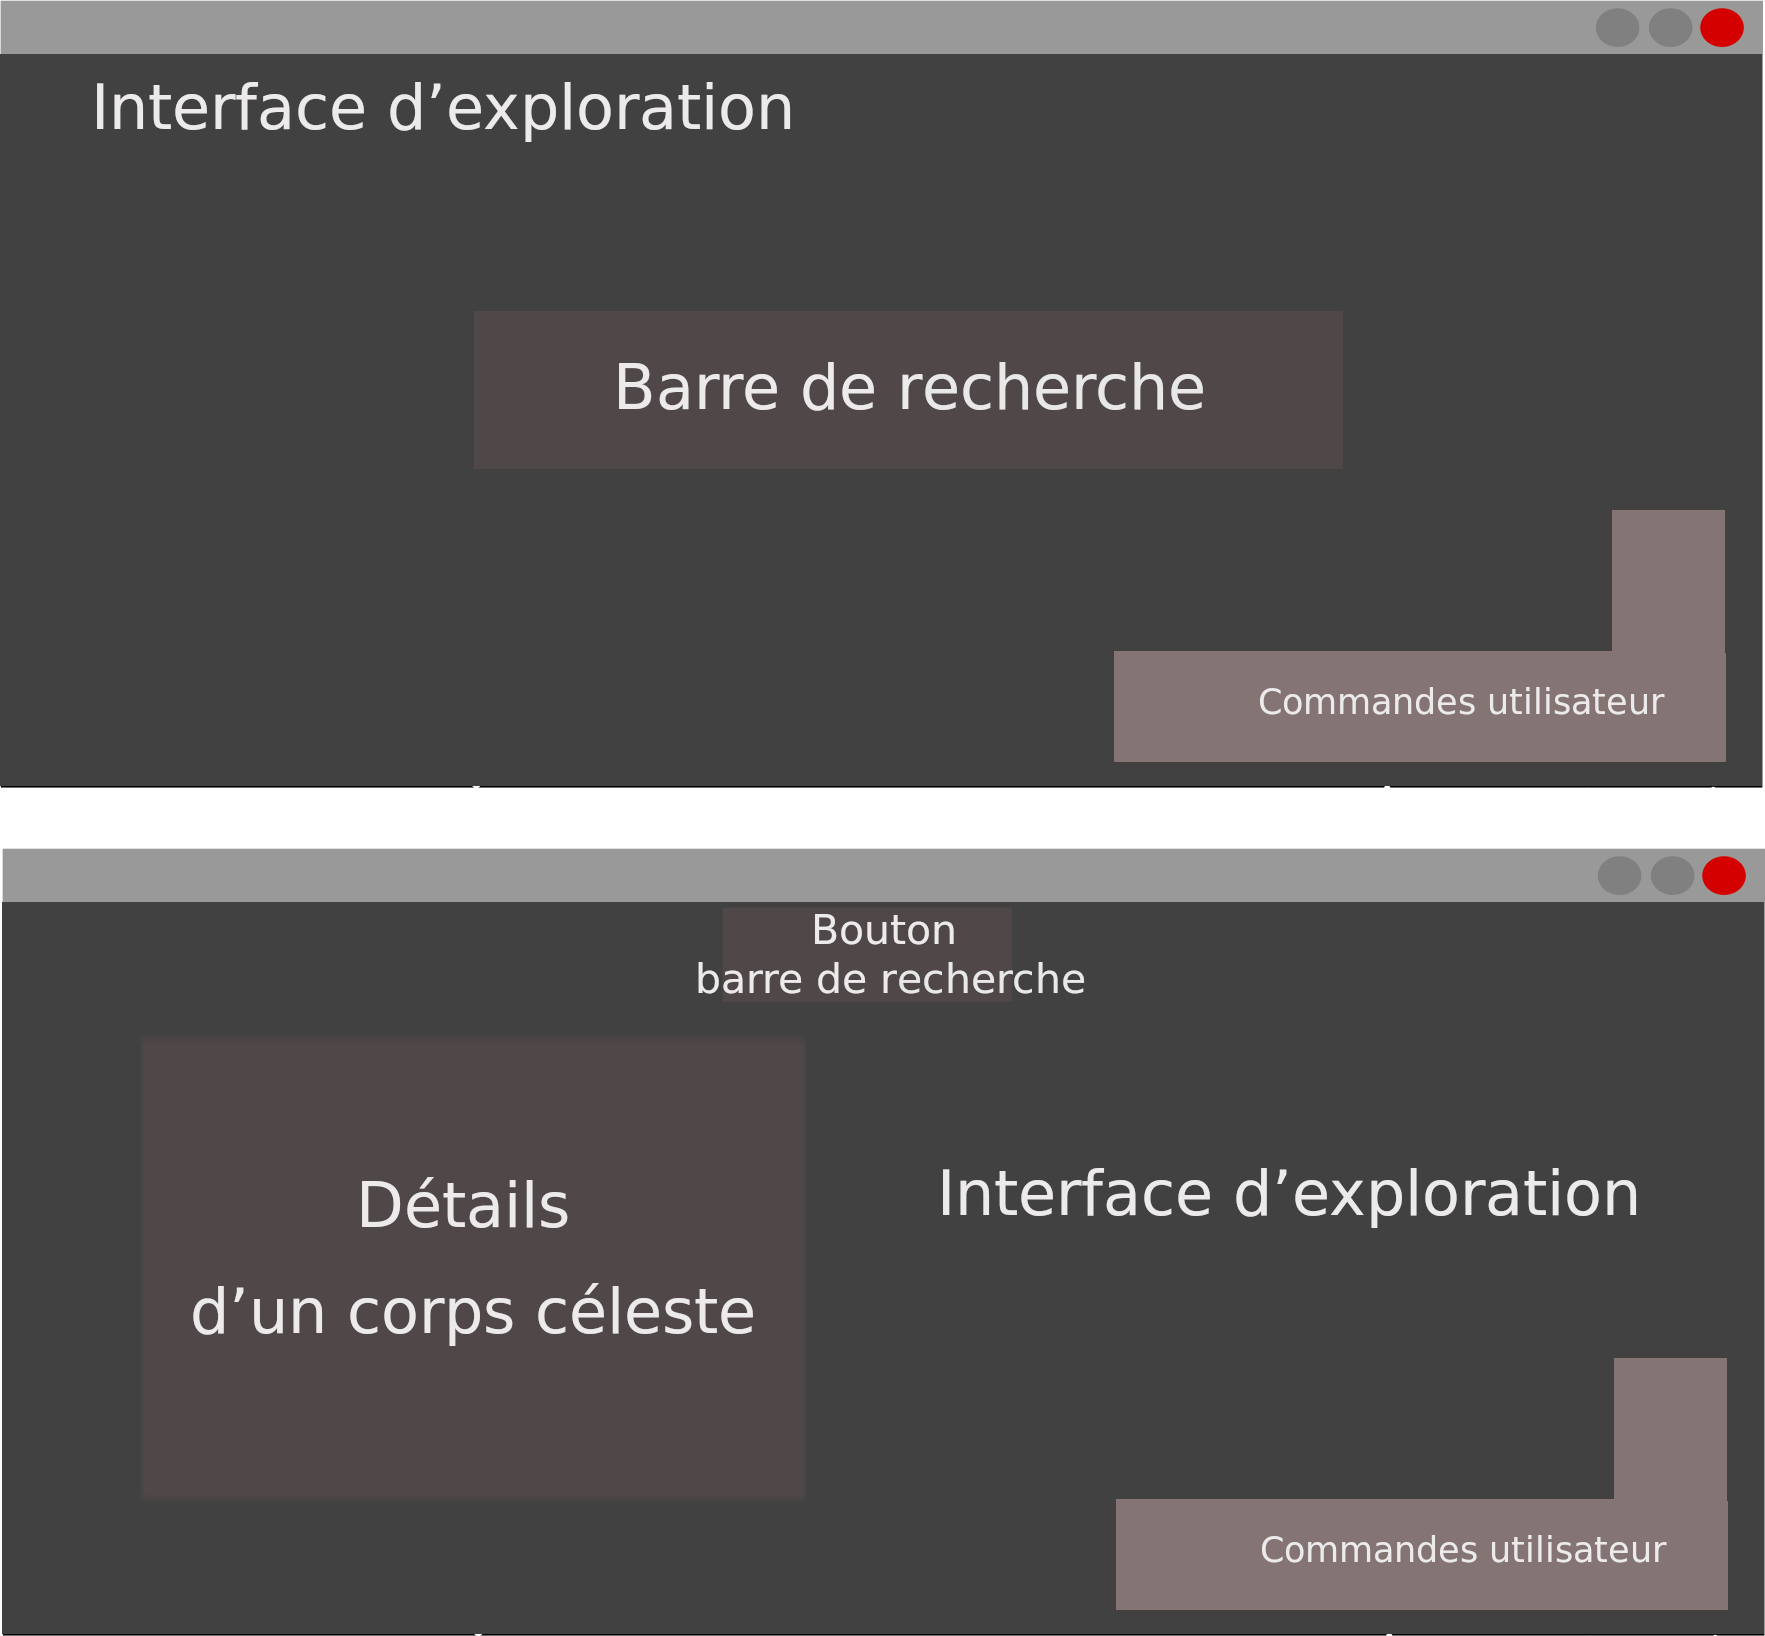 Interface d’exploration
Barre de recherche
Commandes utilisateur
Bouton
barre de recherche
Détails
d’un corps céleste
Interface d’exploration
Commandes utilisateur